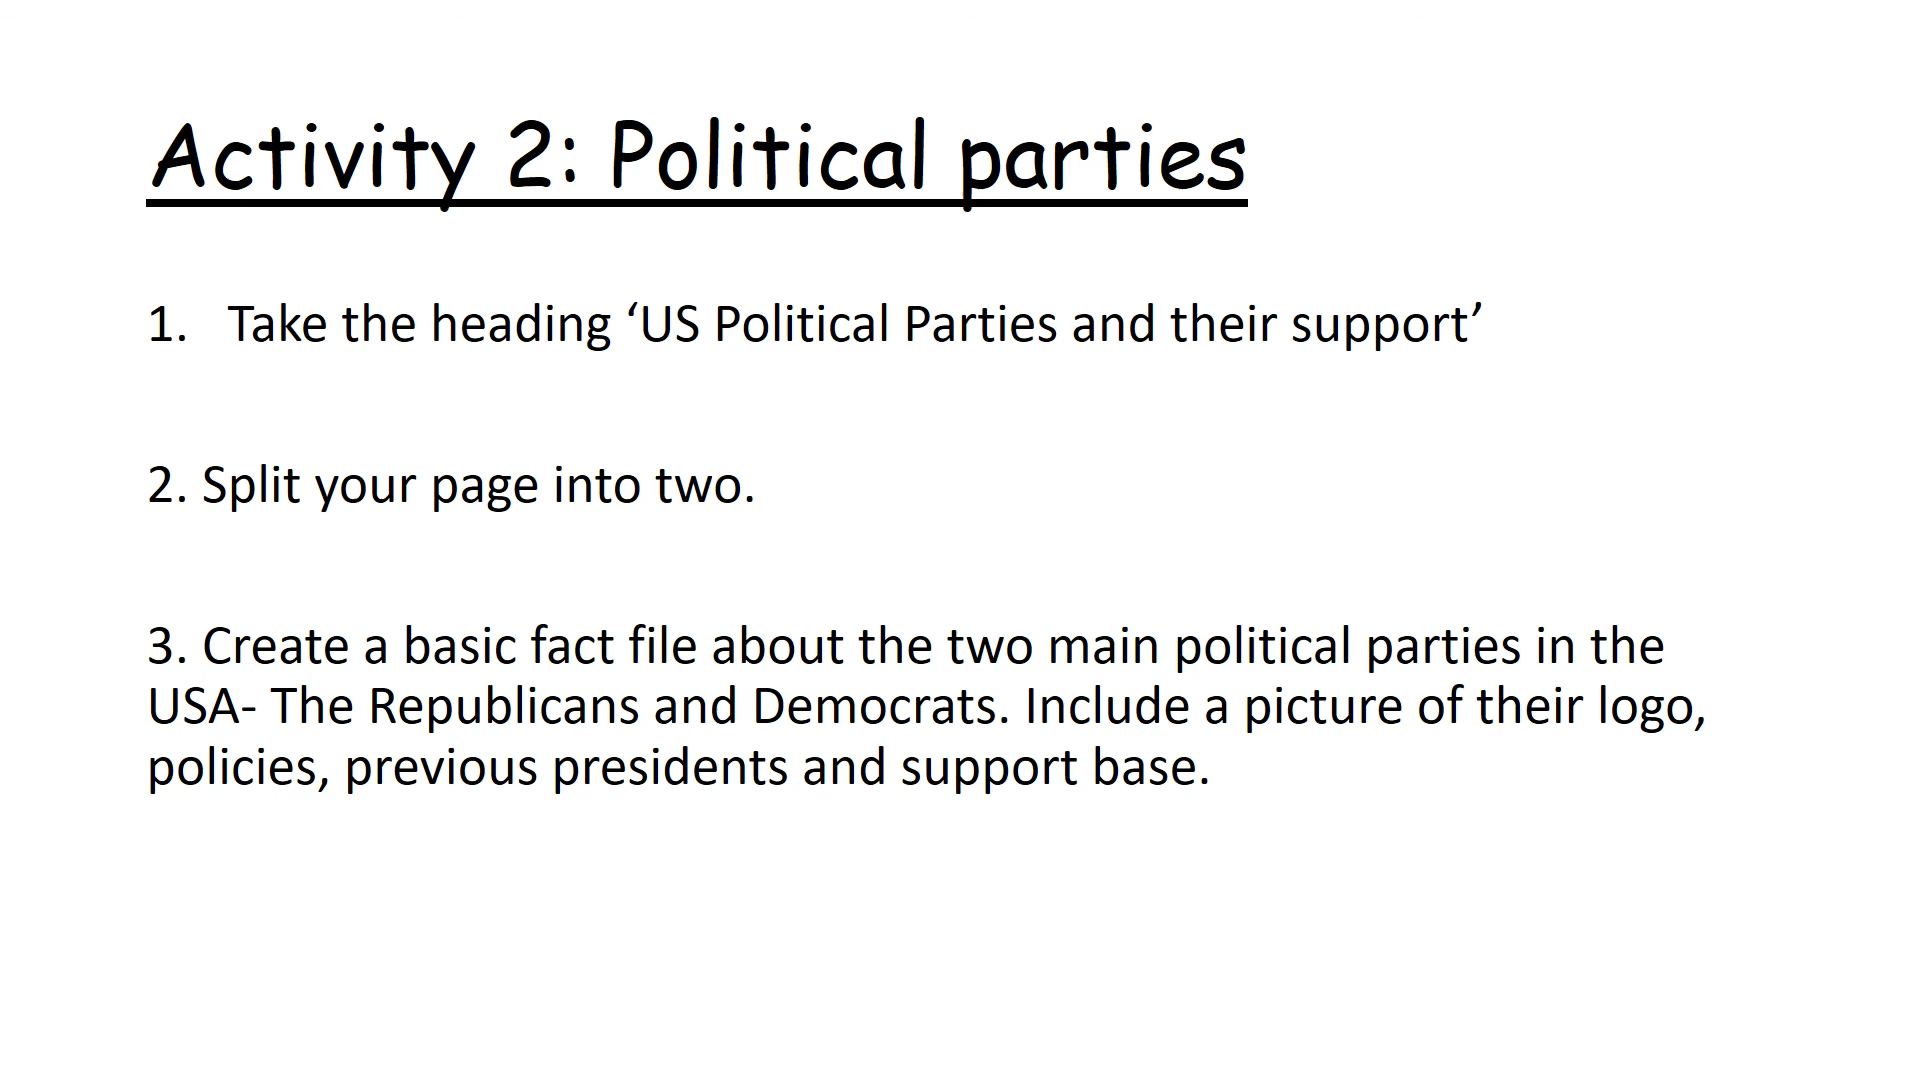 Activity 2: Political parties
1. Take the heading ‘US Political Parties and their support’
2. Split your page into two.
3. Create a basic fact file about the two main political parties in the
USA- The Republicans and Democrats. Include a picture of their logo,
policies, previous presidents and support base.